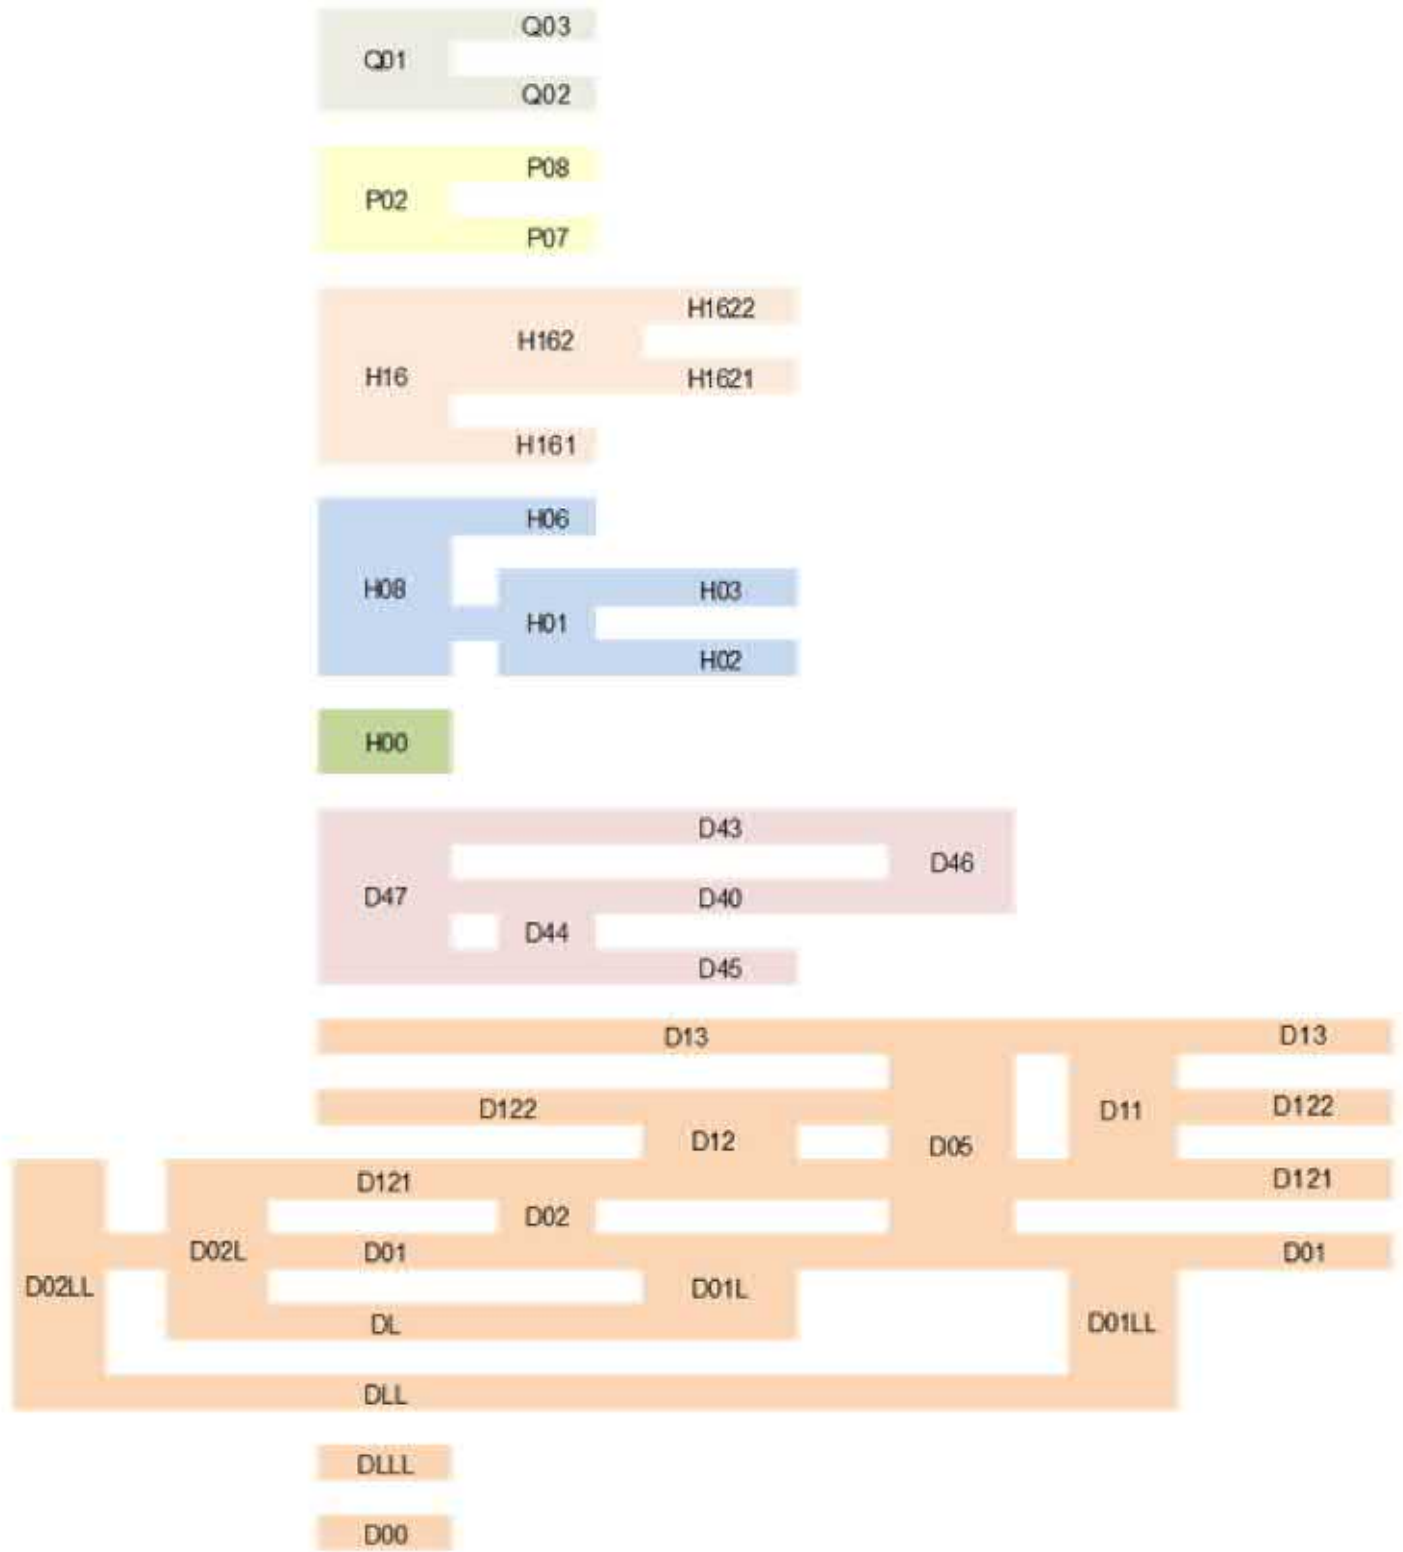 Q03
Q01
Q02
P08
P02
P07
H1622
H162
H16
H1621
H161
H06
H08
H03
H01
H02
H00
D43
D46
D47
D40
D44
D45
D13 D13
D122 D11 D122
D12
D05
D121 D121
D02
D02L D01 D01
D02LL D01L
DL D01LL
DLL
DLLL
D00